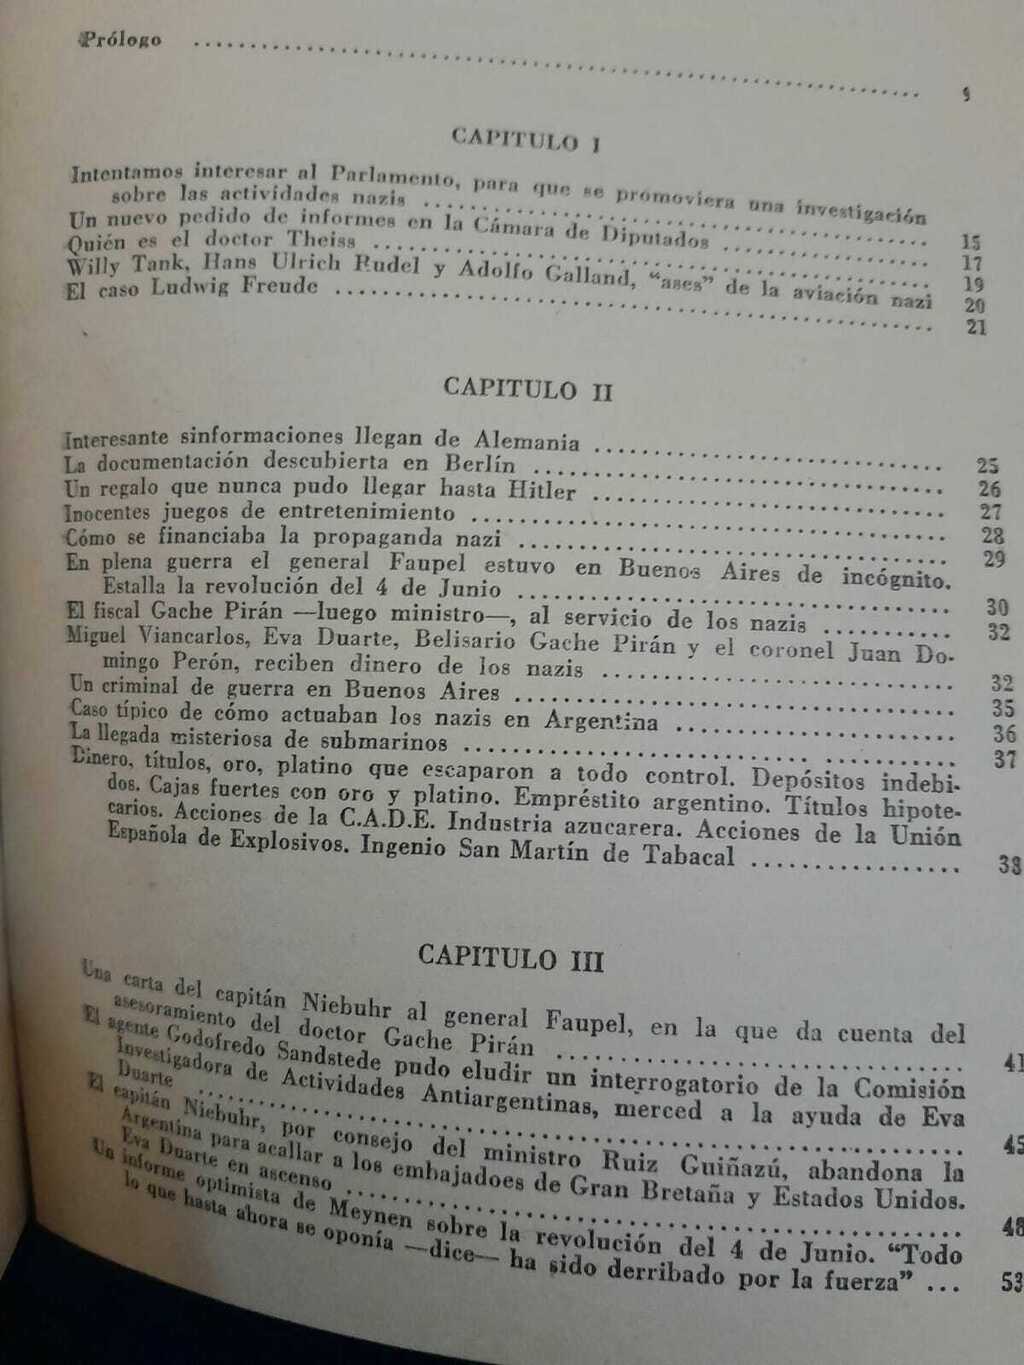 Prólogo ........................................ 9
CAPITULO I
Intentamos interesar al Parlamento, para que se promoviera una investigación
sobre las actividades nazis ........................................ 15
Un nuevo pedido de informes en la Cámara de Diputados .................... 17
Quién es el doctor Theiss ........................................ 19
Willy Tank, Hans Ulrich Rudel y Adolfo Galland, "ases" de la aviación nazi 20
El caso Ludwig Freude ........................................ 21
CAPITULO II
Interesante sinformaciones llegan de Alemania .............................. 25
La documentación descubierta en Berlín .............................. 26
Un regalo que nunca pudo llegar hasta Hitler .............................. 27
Inocentes juegos de entretenimiento .............................. 28
Cómo se financiaba la propaganda nazi .............................. 29
En plena guerra el general Faupel estuvo en Buenos Aires de incógnito.
Estalla la revolución del 4 de Junio .............................. 30
El fiscal Gache Pirán —luego ministro—, al servicio de los nazis ........... 32
Miguel Viancarlos, Eva Duarte, Belisario Gache Pirán y el coronel Juan Do-
mingo Perón, reciben dinero de los nazis .............................. 32
Un criminal de guerra en Buenos Aires .............................. 35
Caso típico de cómo actuaban los nazis en Argentina .................... 36
La llegada misteriosa de submarinos .............................. 37
Dinero, títulos, oro, platino que escaparon a todo control. Depósitos indebi-
dos. Cajas fuertes con oro y platino. Empréstito argentino. Títulos hipote-
carios. Acciones de la C.A.D.E. Industria azucarera. Acciones de la Unión
Española de Explosivos. Ingenio San Martín de Tabacal ................. 38
CAPITULO III
Una carta del capitán Niebuhr al general Faupel, en la que da cuenta del
asesoramiento del doctor Gache Pirán .............................. 41
El agente Godofredo Sandstede pudo eludir un interrogatorio de la Comisión
Investigadora de Actividades Antiargentinas, merced a la ayuda de Eva
Duarte ........................................ 45
El capitán Niebuhr, por consejo del ministro Ruiz Guiñazú, abandona la
Argentina para acallar a los embajadoes de Gran Bretaña y Estados Unidos.
Eva Duarte en ascenso ........................................ 48
Un informe optimista de Meynen sobre la revolución del 4 de Junio. "Todo
lo que hasta ahora se oponía —dice— ha sido derribado por la fuerza" ... 53